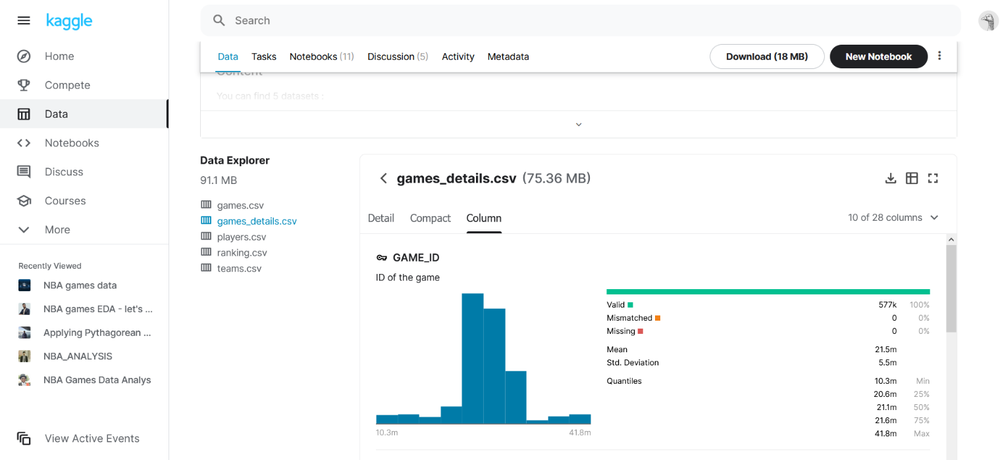 kaggle
Search
Home
Compete
Data
Notebooks
Discuss
Courses
More
Recently Viewed
NBA games data
NBA games EDA - let's ...
Applying Pythagorean ...
NBA_ANALYSIS
NBA Games Data Analys
View Active Events
Data Tasks Notebooks (11) Discussion (5) Activity Metadata
Download (18 MB)
New Notebook
Content
You can find 5 datasets :
Data Explorer
91.1 MB
games.csv
games_details.csv
players.csv
ranking.csv
teams.csv
games_details.csv (75.36 MB)
Detail Compact Column
10 of 28 columns
GAME_ID
ID of the game
10.3m 41.8m
Valid 577k 100%
Mismatched 0 0%
Missing 0 0%
Mean 21.5m
Std. Deviation 5.5m
Quantiles 10.3m Min
20.6m 25%
21.1m 50%
21.6m 75%
41.8m Max